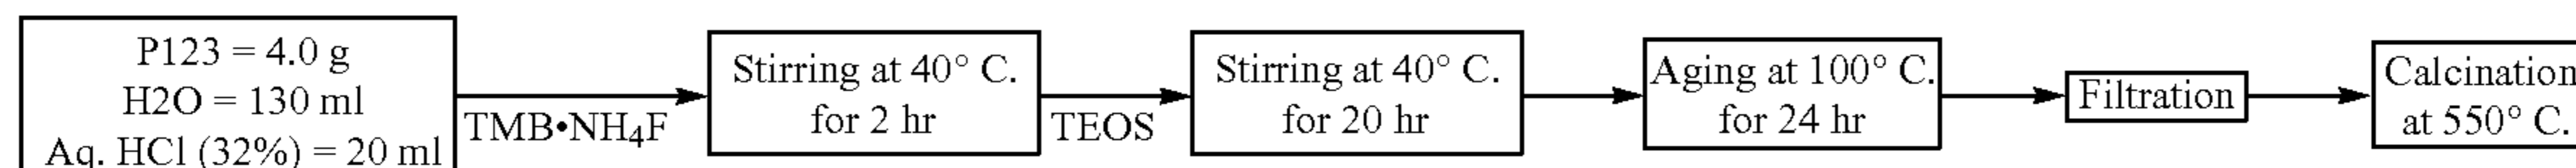 P123 = 4.0 g
H2O = 130 ml
Aq. HCl (32%) = 20 ml
TMB•NH₄F
Stirring at 40° C.
for 2 hr
TEOS
Stirring at 40° C.
for 20 hr
Aging at 100° C.
for 24 hr
Filtration
Calcination
at 550° C.